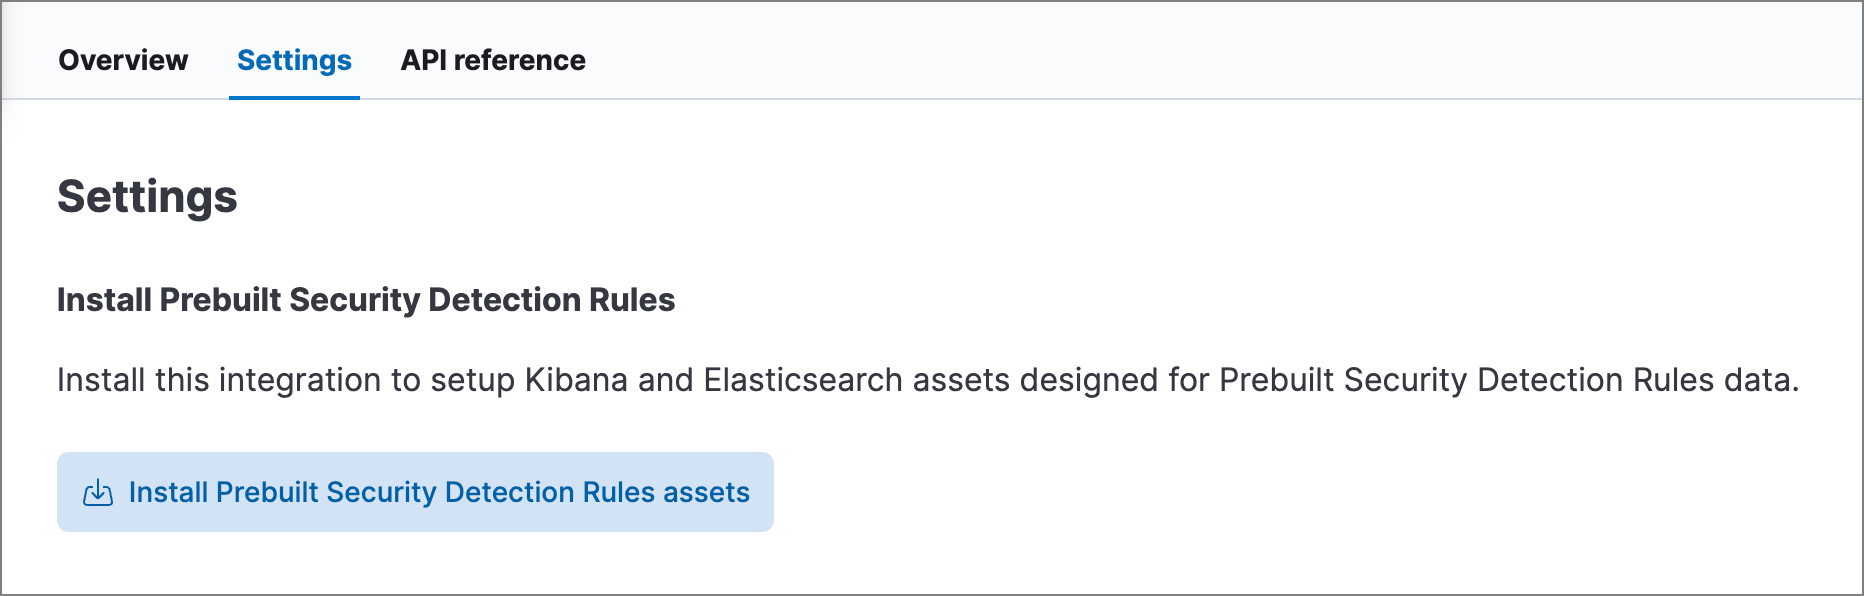 Overview Settings API reference
Settings
Install Prebuilt Security Detection Rules
Install this integration to setup Kibana and Elasticsearch assets designed for Prebuilt Security Detection Rules data.
Install Prebuilt Security Detection Rules assets